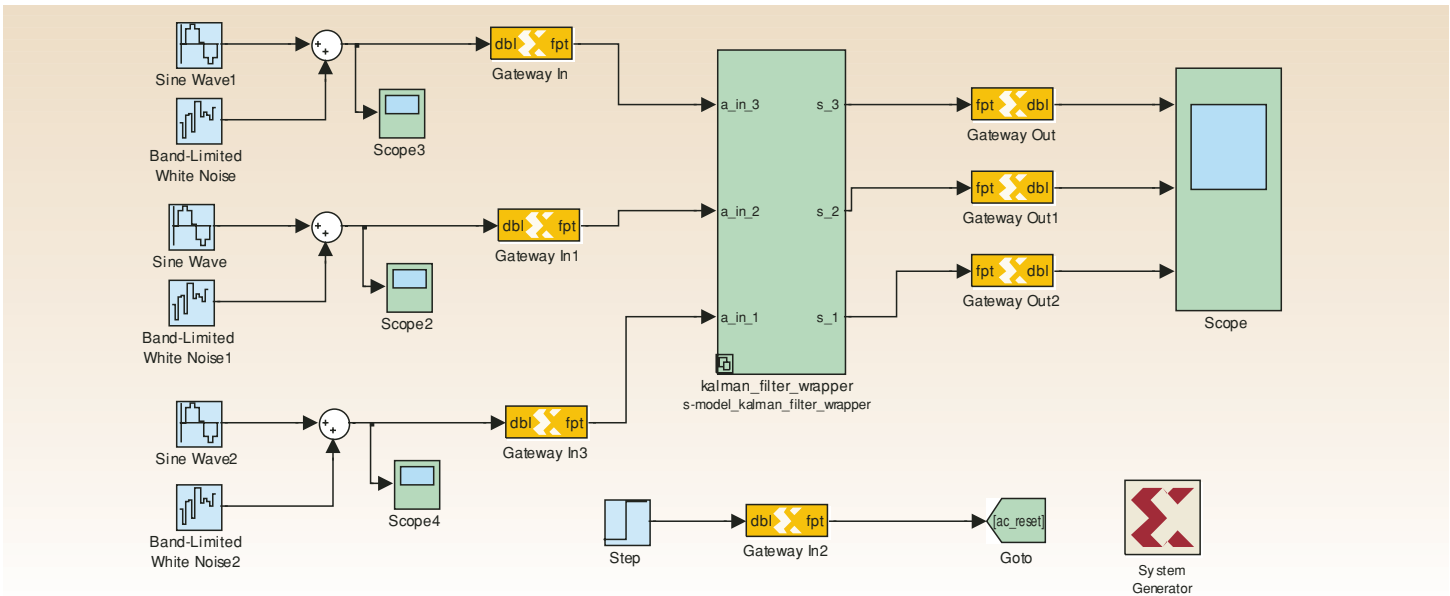 +
+
dbl fpt
Sine Wave1
Gateway In
Band-Limited
White Noise
Scope3
+
+
dbl fpt
Sine Wave
Gateway In1
Band-Limited
White Noise1
Scope2
+
+
dbl fpt
Sine Wave2
Gateway In3
Band-Limited
White Noise2
Scope4
a_in_3 s_3
a_in_2 s_2
a_in_1 s_1
kalman_filter_wrapper
s-model_kalman_filter_wrapper
fpt dbl
Gateway Out
fpt dbl
Gateway Out1
fpt dbl
Gateway Out2
Scope
Step
dbl fpt
Gateway In2
[ac_reset]
Goto
System
Generator